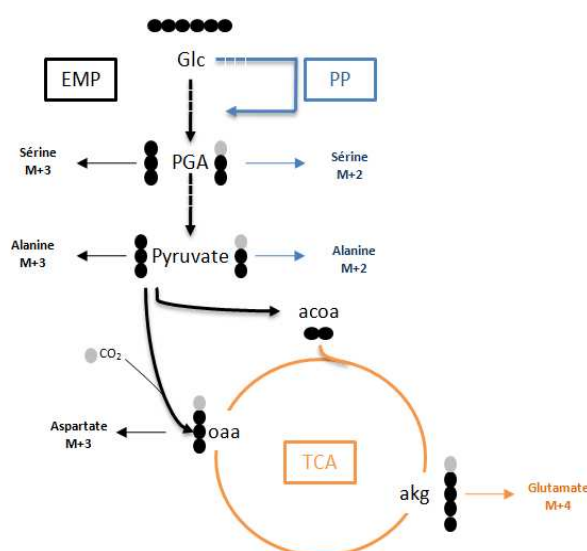 Glc
EMP
PP
Sérine
M+3
PGA
Sérine
M+2
Alanine
M+3
Pyruvate
Alanine
M+2
acoa
CO2
Aspartate
M+3
oaa
TCA
akg
Glutamate
M+4